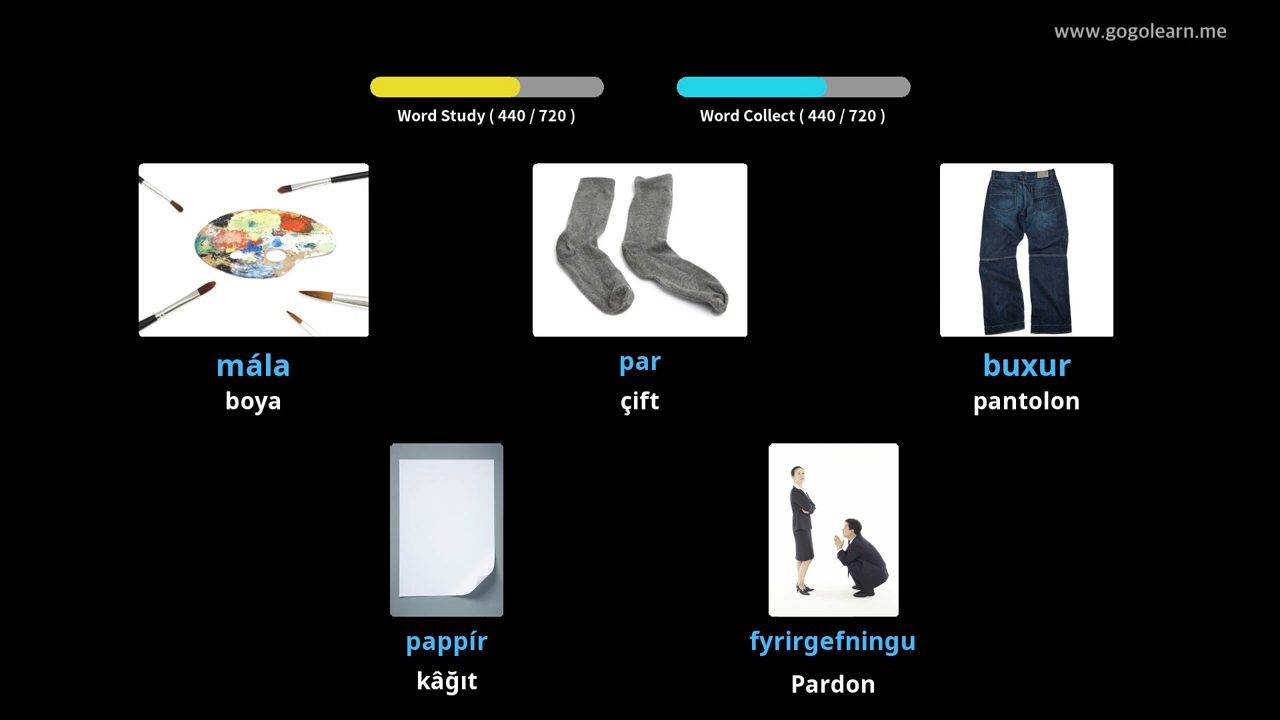 www.gogolearn.me
Word Study ( 440 / 720 )
Word Collect ( 440 / 720 )
mála
boya
par
çift
buxur
pantolon
pappír
kâğıt
fyrirgefningu
Pardon